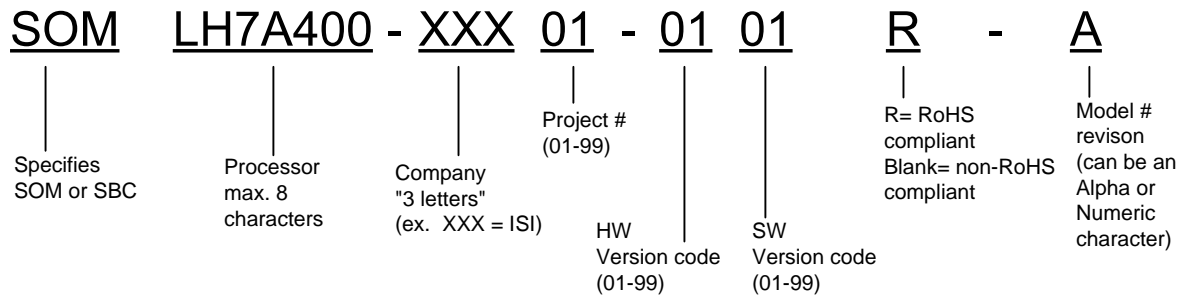 SOM LH7A400 - XXX 01 - 01 01 R - A
Specifies
SOM or SBC
Processor
max. 8
characters
Company
"3 letters"
(ex. XXX = ISI)
Project #
(01-99)
HW
Version code
(01-99)
SW
Version code
(01-99)
R= RoHS
compliant
Blank= non-RoHS
compliant
Model #
revison
(can be an
Alpha or
Numeric
character)